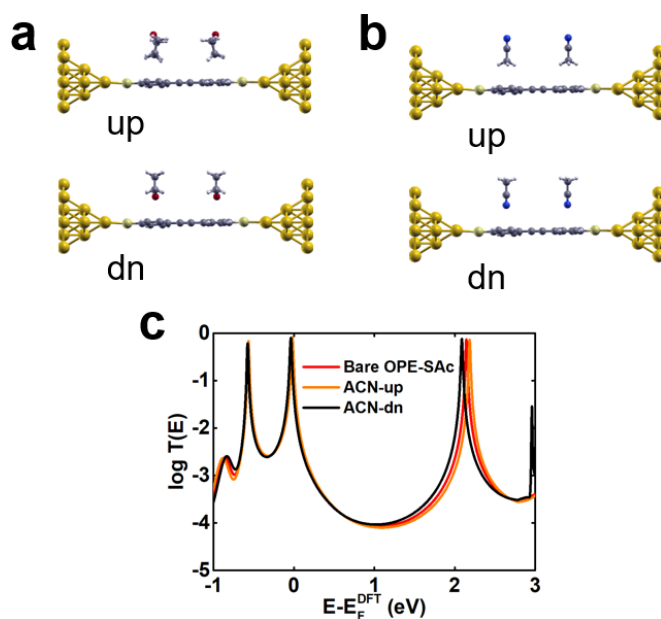 a
b
up
up
dn
dn
c
0
-1
-2
-3
-4
-5
log T(E)
Bare OPE-SAc
ACN-up
ACN-dn
-1 0 1 2 3
E-E_F^DFT (eV)